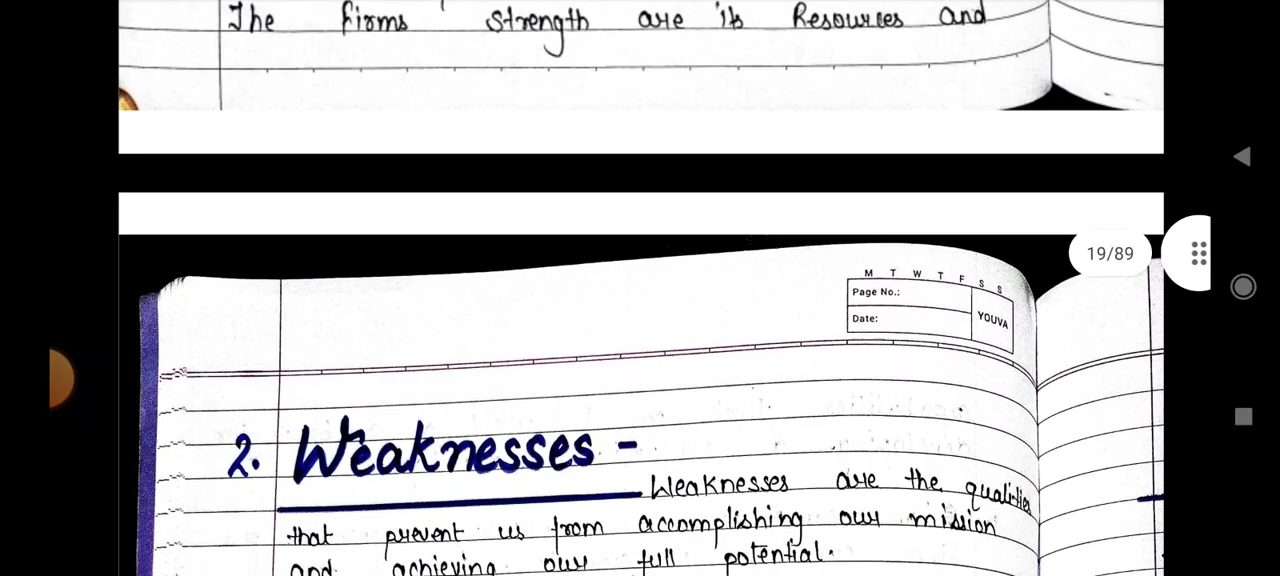 The firms' Strength are its Resources and
19/89
M T W T F S S
Page No.:
Date:
YOUVA
2. Weaknesses -
Weaknesses are the qualities
that prevent us from accomplishing our mission
and achieving our full potential.